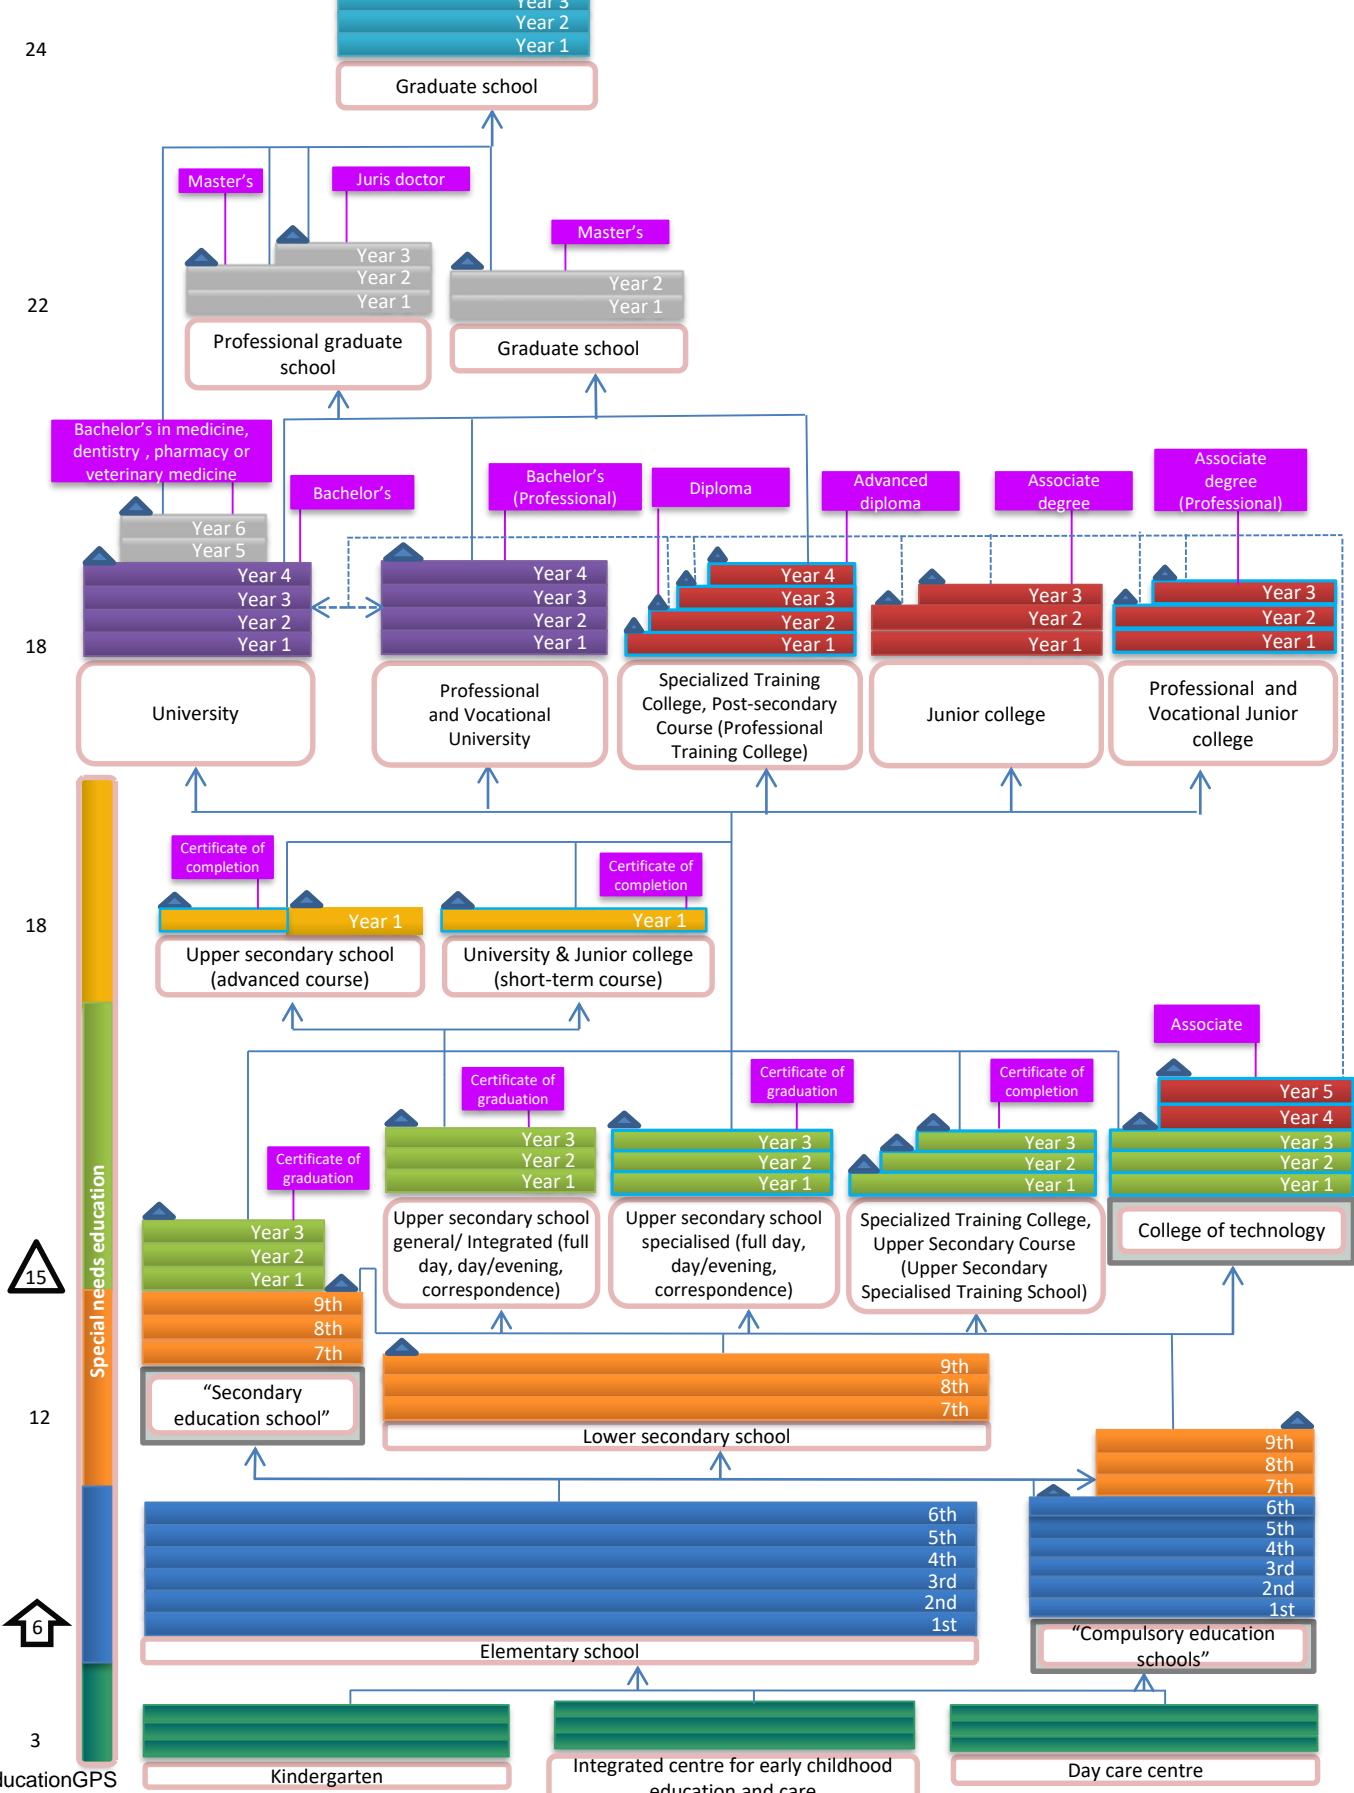 Year 3
Year 2
Year 1
24
Graduate school
Master's
Juris doctor
Master's
Year 3
Year 2
Year 1
Year 2
Year 1
22
Professional graduate
school
Graduate school
Bachelor's in medicine,
dentistry , pharmacy or
veterinary medicine
Bachelor's
Bachelor's
(Professional)
Diploma
Advanced
diploma
Associate
degree
Associate
degree
(Professional)
Year 6
Year 5
Year 4
Year 3
Year 2
Year 1
Year 4
Year 3
Year 2
Year 1
Year 4
Year 3
Year 2
Year 1
Year 3
Year 2
Year 1
Year 3
Year 2
Year 1
18
University
Professional
and Vocational
University
Specialized Training
College, Post-secondary
Course (Professional
Training College)
Junior college
Professional and
Vocational Junior
college
Certificate of
completion
Certificate of
completion
18
Year 1
Year 1
Upper secondary school
(advanced course)
University & Junior college
(short-term course)
Associate
Certificate of
graduation
Certificate of
graduation
Certificate of
completion
Certificate of
graduation
Year 3
Year 2
Year 1
Year 3
Year 2
Year 1
Year 3
Year 2
Year 1
Year 5
Year 4
Year 3
Year 2
Year 1
Upper secondary school
general/ Integrated (full
day, day/evening,
correspondence)
Upper secondary school
specialised (full day,
day/evening,
correspondence)
Specialized Training College,
Upper Secondary Course
(Upper Secondary
Specialised Training School)
College of technology
Special needs education
15
Year 3
Year 2
Year 1
9th
8th
7th
"Secondary
education school"
9th
8th
7th
Lower secondary school
12
9th
8th
7th
6th
5th
4th
3rd
2nd
1st
6th
5th
4th
3rd
2nd
1st
6
Elementary school
"Compulsory education
schools"
3
Kindergarten
Integrated centre for early childhood
education and care
Day care centre
ducationGPS